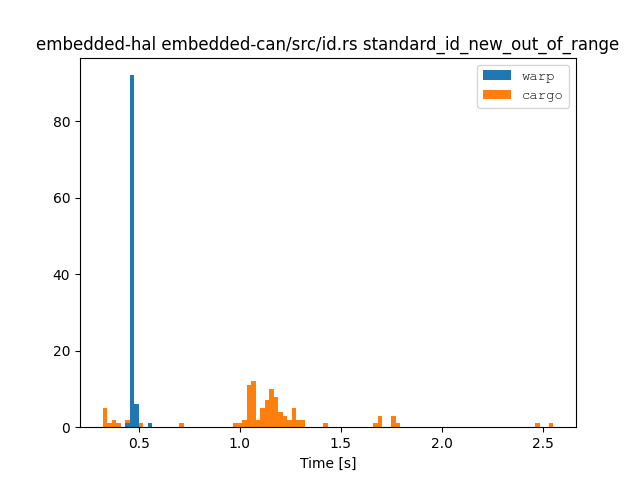 embedded-hal embedded-can/src/id.rs standard_id_new_out_of_range
warp
cargo
80
60
40
20
0
0.5 1.0 1.5 2.0 2.5
Time [s]